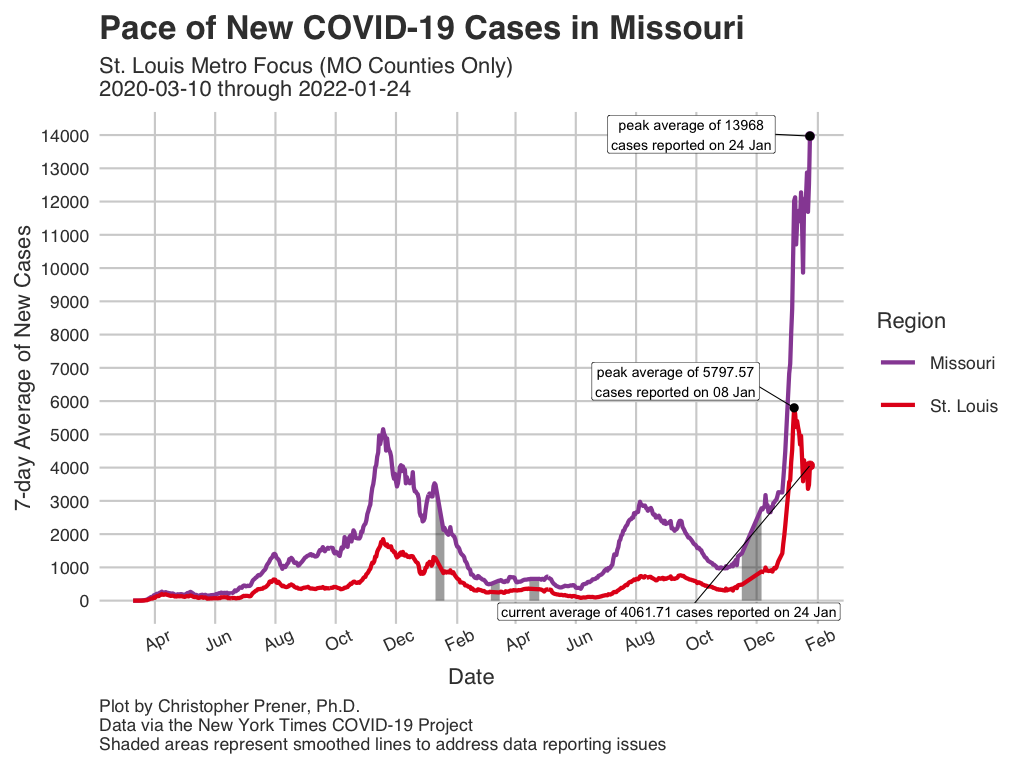 Pace of New COVID-19 Cases in Missouri
St. Louis Metro Focus (MO Counties Only)
2020-03-10 through 2022-01-24
7-day Average of New Cases
14000
13000
12000
11000
10000
9000
8000
7000
6000
5000
4000
3000
2000
1000
0
peak average of 13968
cases reported on 24 Jan
peak average of 5797.57
cases reported on 08 Jan
current average of 4061.71 cases reported on 24 Jan
Region
Missouri
St. Louis
Apr
Jun
Aug
Oct
Dec
Feb
Apr
Jun
Aug
Oct
Dec
Feb
Date
Plot by Christopher Prener, Ph.D.
Data via the New York Times COVID-19 Project
Shaded areas represent smoothed lines to address data reporting issues